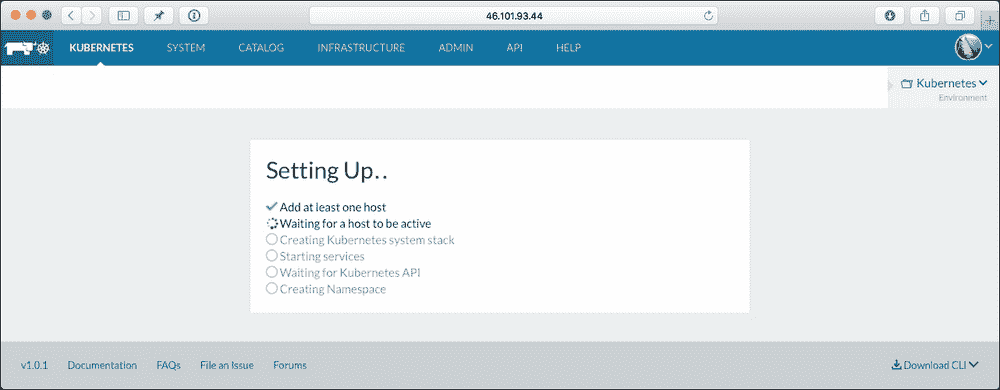 46.101.93.44
KUBERNETES SYSTEM CATALOG INFRASTRUCTURE ADMIN API HELP
Kubernetes
Environment
Setting Up..
Add at least one host
Waiting for a host to be active
Creating Kubernetes system stack
Starting services
Waiting for Kubernetes API
Creating Namespace
v1.0.1 Documentation FAQs File an Issue Forums Download CLI